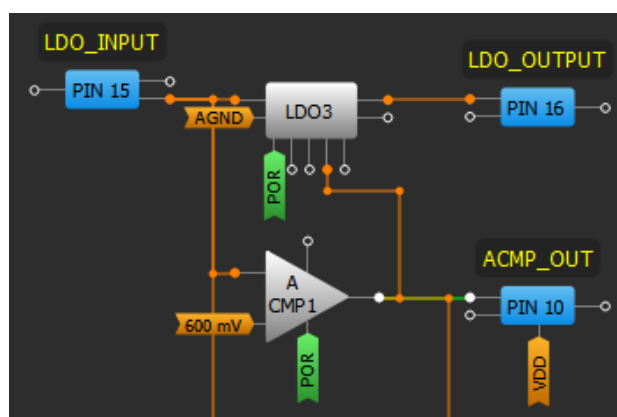 LDO_INPUT
LDO_OUTPUT
PIN 15
LDO3
PIN 16
AGND
POR
ACMP_OUT
A
CMP1
PIN 10
600 mV
POR
VDD